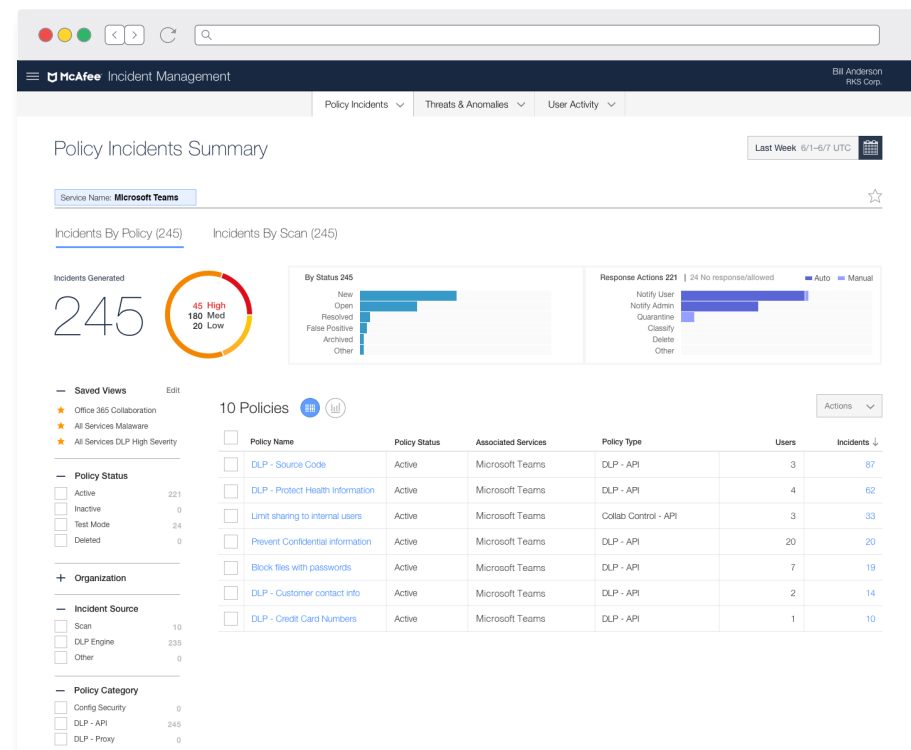 McAfee Incident Management
Bill Anderson
RKS Corp.
Policy Incidents
Threats & Anomalies
User Activity
Policy Incidents Summary
Last Week 6/1–6/7 UTC
Service Name: Microsoft Teams
Incidents By Policy (245)
Incidents By Scan (245)
Incidents Generated
245
45 High
180 Med
20 Low
By Status 245
New
Open
Resolved
False Positive
Archived
Other
Response Actions 221 | 24 No response/allowed
Auto
Manual
Notify User
Notify Admin
Quarantine
Classify
Delete
Other
Saved Views Edit
Office 365 Collaboration
All Services Malaware
All Services DLP High Severity
Policy Status
Active 221
Inactive 0
Test Mode 24
Deleted 0
Organization
Incident Source
Scan 10
DLP Engine 235
Other 0
Policy Category
Config Security 0
DLP - API 245
DLP - Proxy 0
10 Policies
Actions
Policy Name Policy Status Associated Services Policy Type Users Incidents ↓
DLP - Source Code Active Microsoft Teams DLP - API 3 87
DLP - Protect Health Information Active Microsoft Teams DLP - API 4 62
Limit sharing to internal users Active Microsoft Teams Collab Control - API 3 33
Prevent Confidential information Active Microsoft Teams DLP - API 20 20
Block files with passwords Active Microsoft Teams DLP - API 7 19
DLP - Customer contact info Active Microsoft Teams DLP - API 2 14
DLP - Credit Card Numbers Active Microsoft Teams DLP - API 1 10